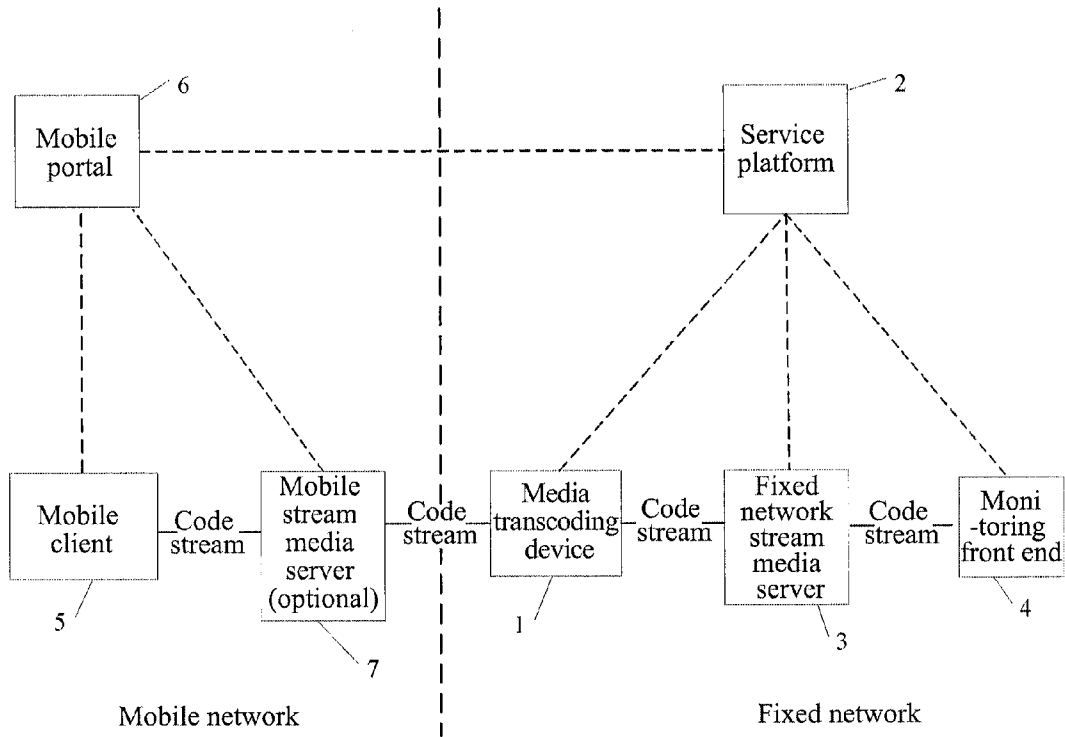 6
2
Mobile
portal
Service
platform
Mobile
client
Code
stream
Mobile
stream
media
server
(optional)
Code
stream
Media
transcoding
device
Code
stream
Fixed
network
stream
media
server
Code
stream
Moni
-toring
front end
5
7
1
3
4
Mobile network
Fixed network